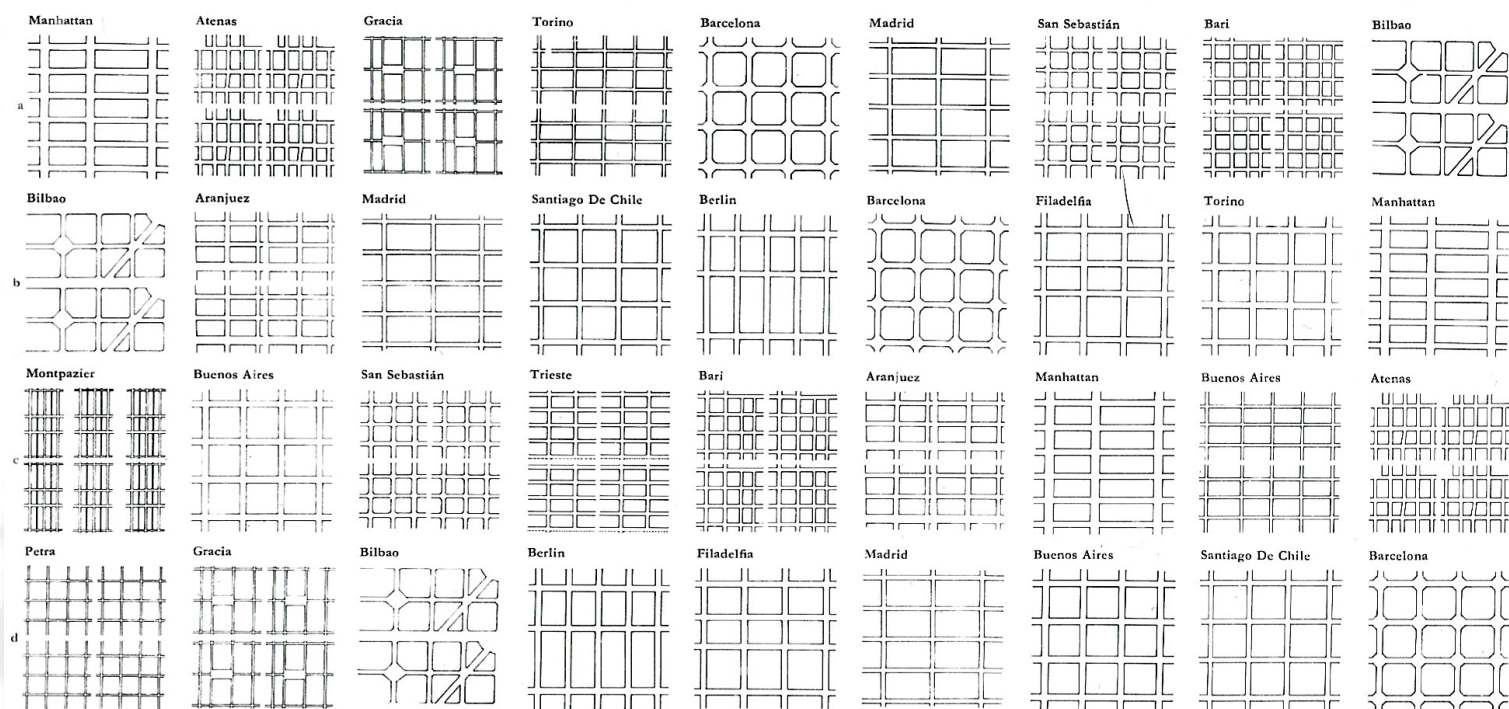 Manhattan Atenas Gracia Torino Barcelona Madrid San Sebastián Bari Bilbao
a
Bilbao Aranjuez Madrid Santiago De Chile Berlin Barcelona Filadelfia Torino Manhattan
b
Montpazier Buenos Aires San Sebastián Trieste Bari Aranjuez Manhattan Buenos Aires Atenas
c
Petra Gracia Bilbao Berlin Filadelfia Madrid Buenos Aires Santiago De Chile Barcelona
d